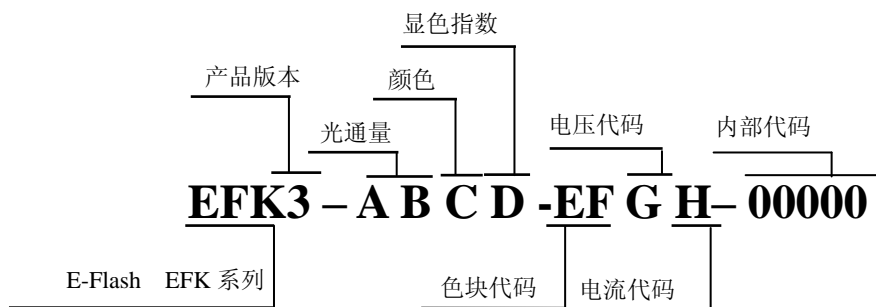 显色指数
产品版本
颜色
光通量
电压代码
内部代码
EFK3 – A B C D -EF G H– 00000
E-Flash EFK 系列
色块代码
电流代码